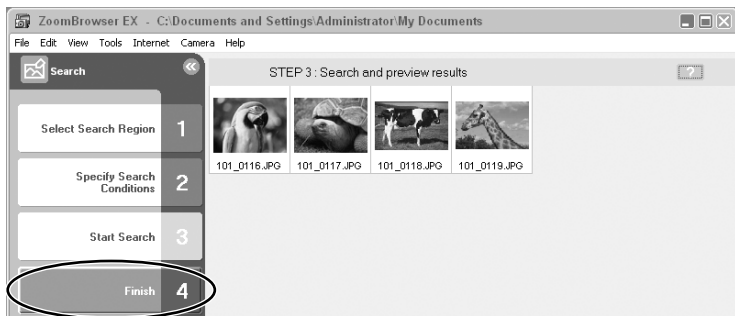 ZoomBrowser EX - C:\Documents and Settings\Administrator\My Documents
File Edit View Tools Internet Camera Help
Search
STEP 3 : Search and preview results
?
Select Search Region 1
101_0116.JPG 101_0117.JPG 101_0118.JPG 101_0119.JPG
Specify Search
Conditions 2
Start Search 3
Finish 4